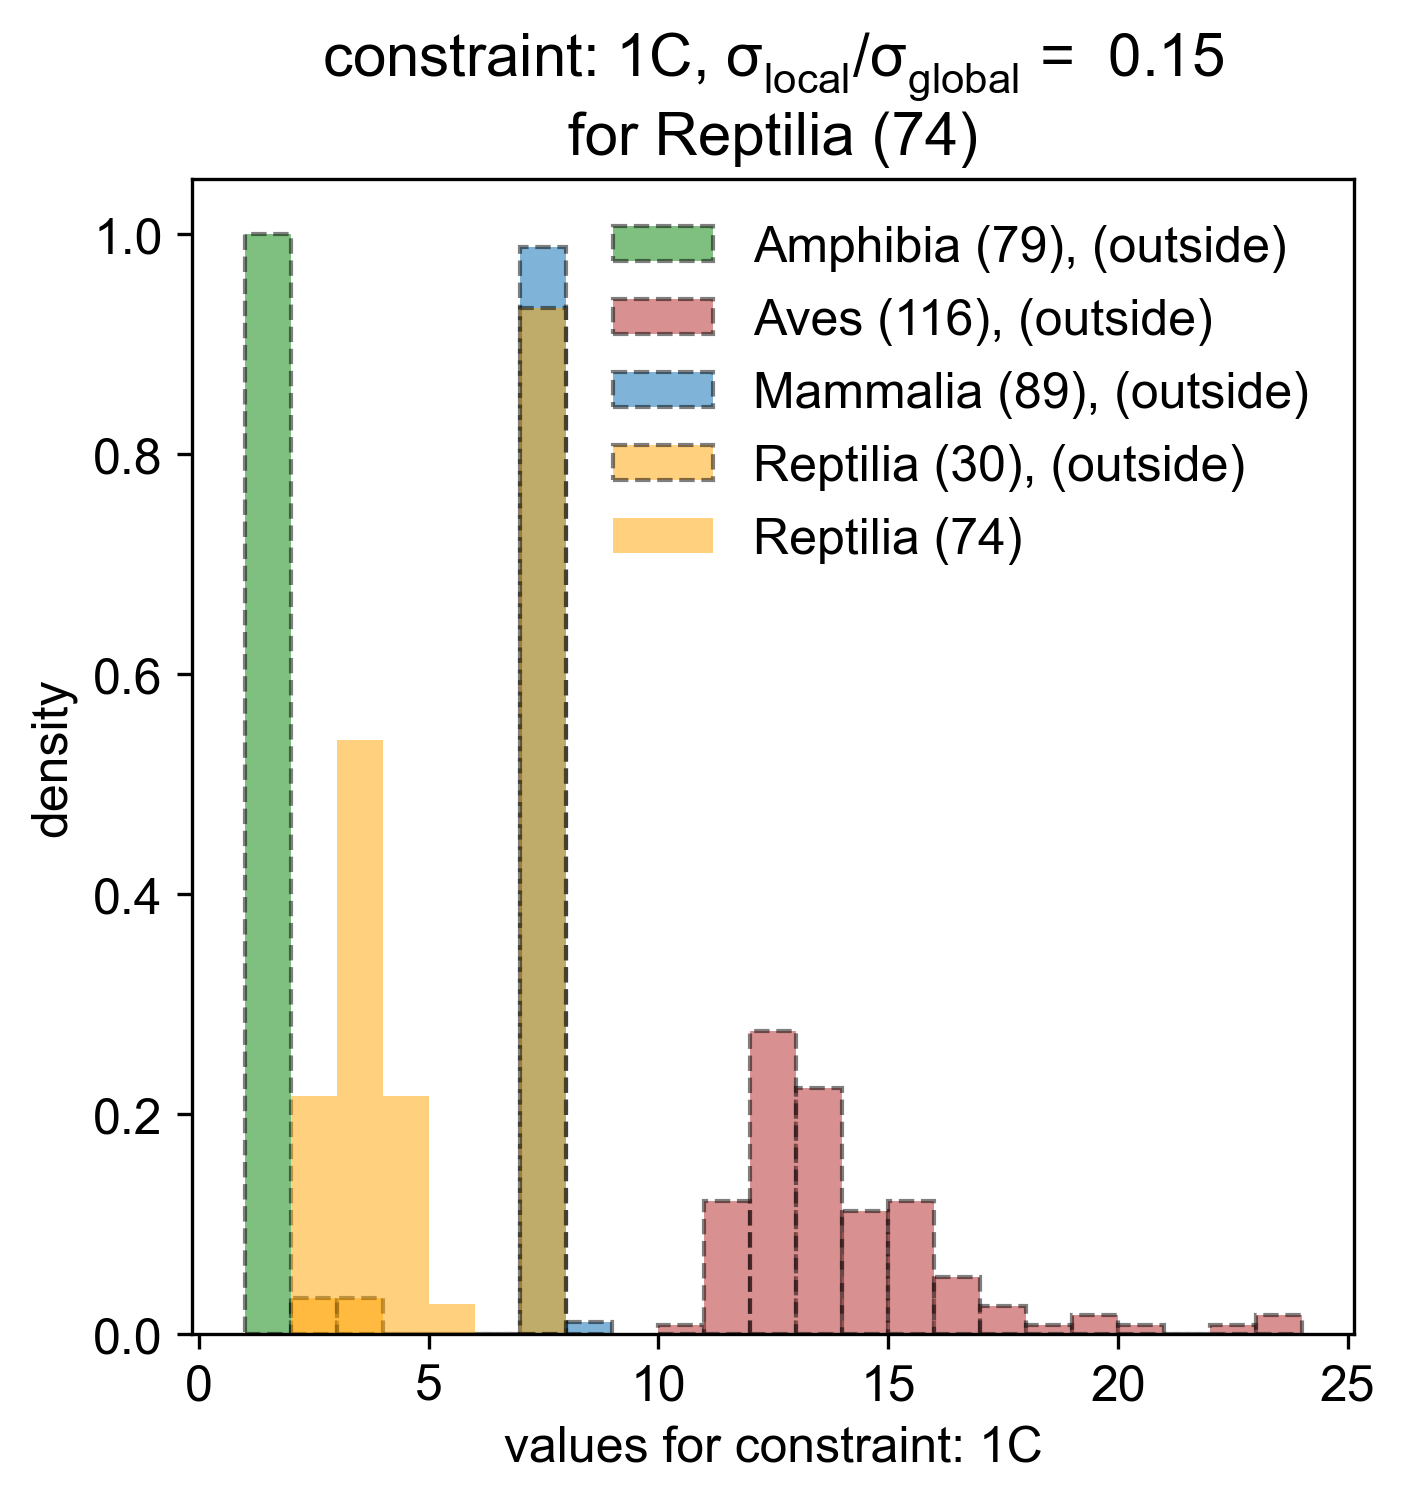 constraint: 1C, σlocal/σglobal = 0.15
for Reptilia (74)
Amphibia (79), (outside)
Aves (116), (outside)
Mammalia (89), (outside)
Reptilia (30), (outside)
Reptilia (74)
density
1.0
0.8
0.6
0.4
0.2
0.0
0 5 10 15 20 25
values for constraint: 1C